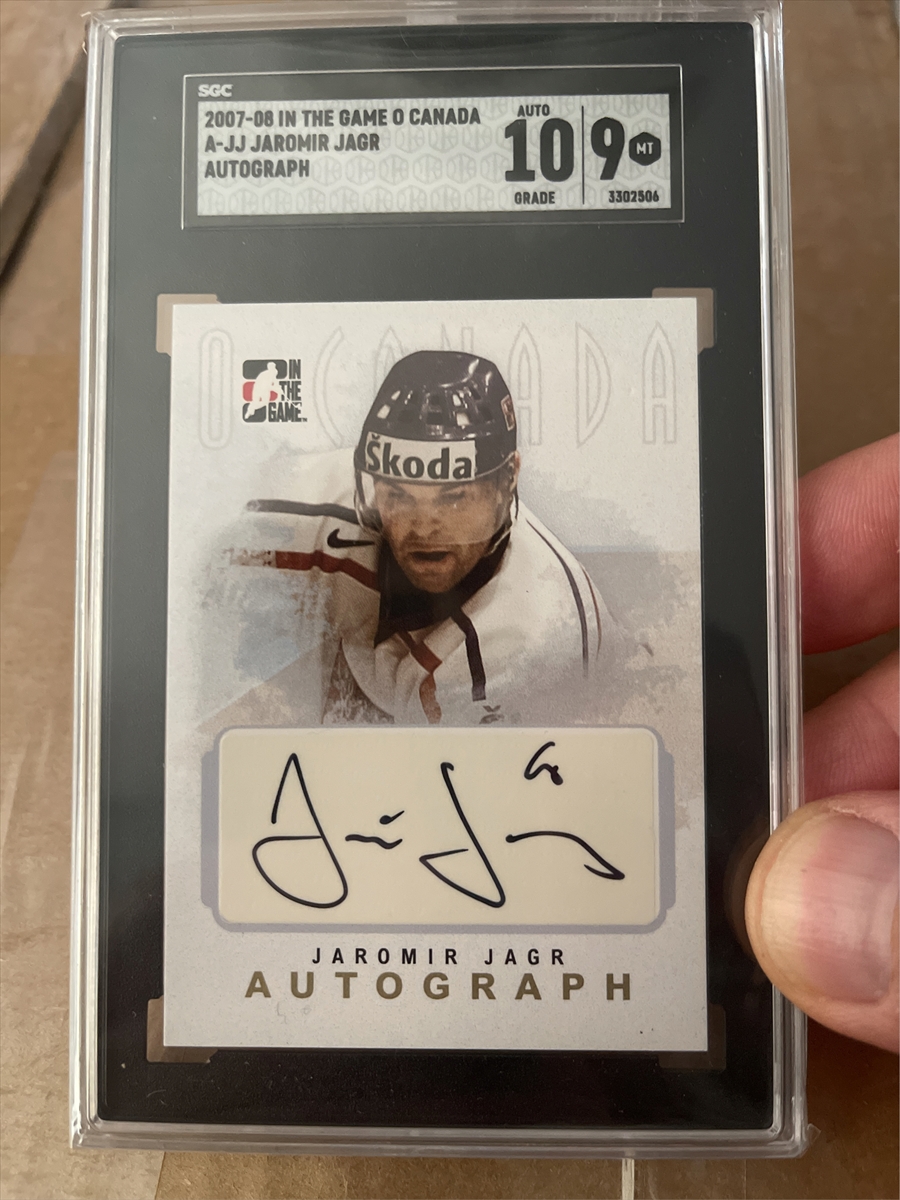 SGC
2007-08 IN THE GAME O CANADA
A-JJ JAROMIR JAGR
AUTOGRAPH
AUTO
10
GRADE
9 MT
3302506
O CANADA
IN
THE
GAME
Škoda
JAROMIR JAGR
AUTOGRAPH